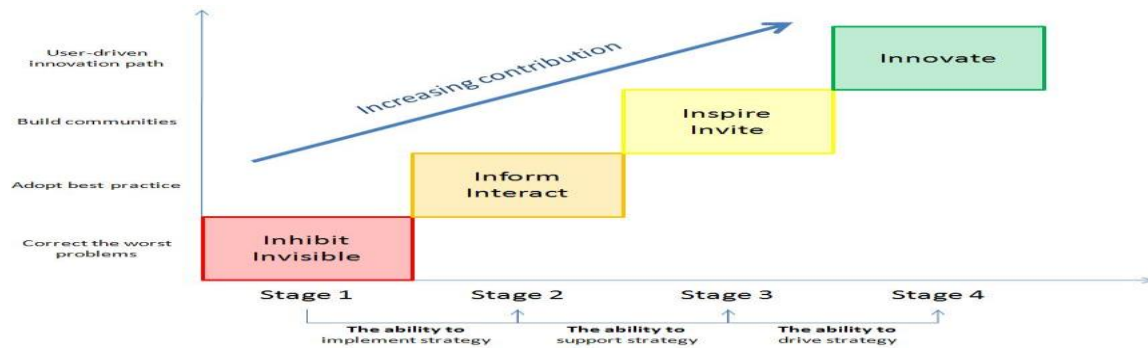 User-driven
innovation path
Innovate
Increasing contribution
Build communities
Inspire
Invite
Adopt best practice
Inform
Interact
Correct the worst
problems
Inhibit
Invisible
Stage 1
Stage 2
Stage 3
Stage 4
The ability to
implement strategy
The ability to
support strategy
The ability to
drive strategy